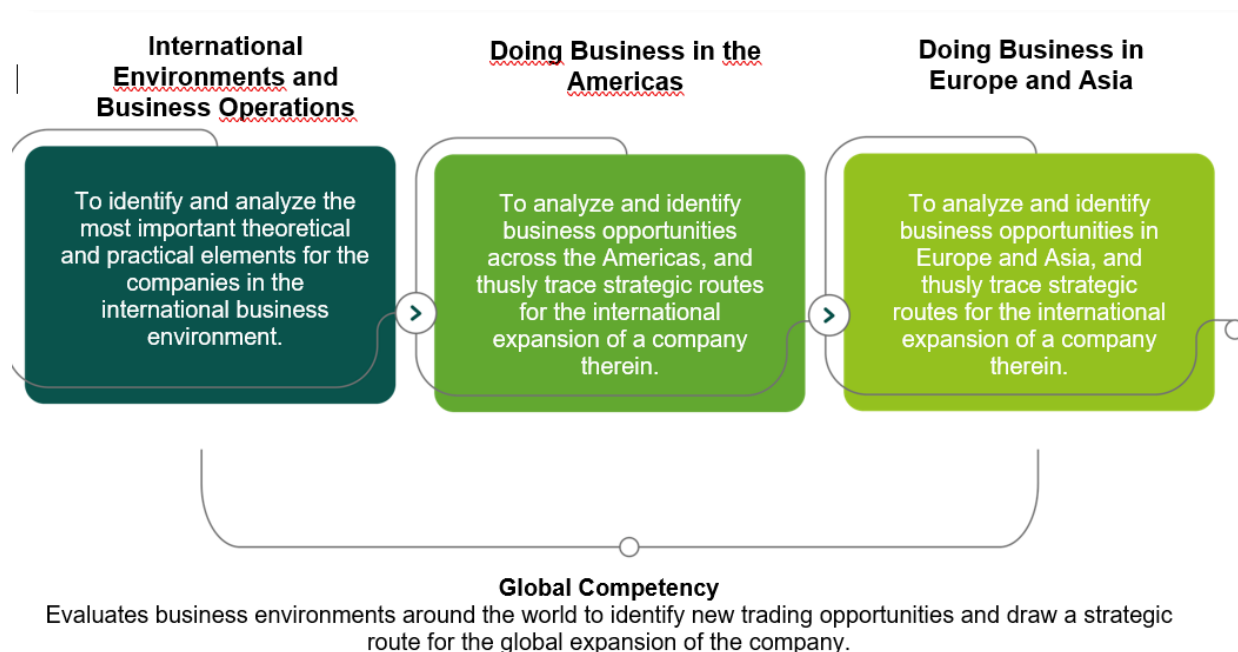 International
Environments and
Business Operations
To identify and analyze the
most important theoretical
and practical elements for the
companies in the
international business
environment.
Doing Business in the
Americas
To analyze and identify
business opportunities
across the Americas, and
thusly trace strategic routes
for the international
expansion of a company
therein.
Doing Business in
Europe and Asia
To analyze and identify
business opportunities in
Europe and Asia, and
thusly trace strategic
routes for the international
expansion of a company
therein.
Global Competency
Evaluates business environments around the world to identify new trading opportunities and draw a strategic
route for the global expansion of the company.